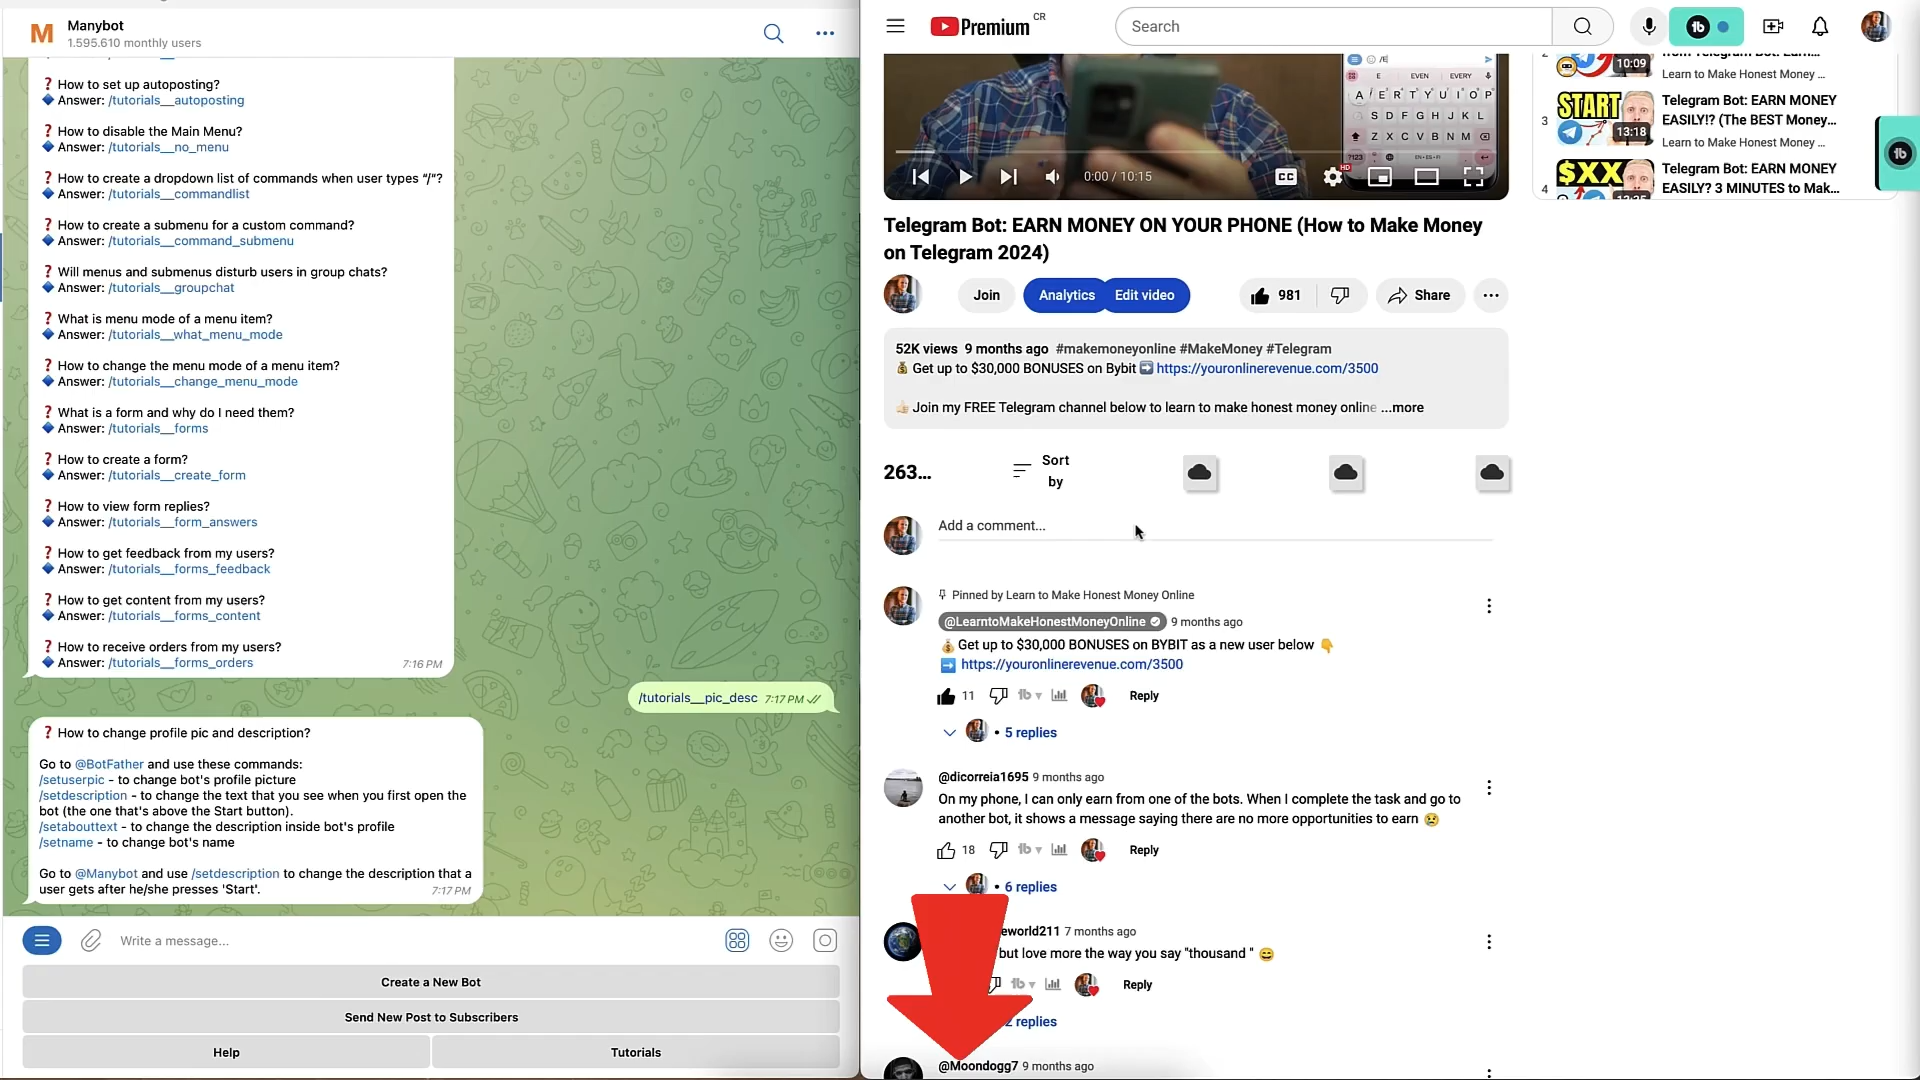 Manybot
1.595.610 monthly users
❓ How to set up autoposting?
🔷 Answer: /tutorials__autoposting
❓ How to disable the Main Menu?
🔷 Answer: /tutorials__no_menu
❓ How to create a dropdown list of commands when user types “/”?
🔷 Answer: /tutorials__commandlist
❓ How to create a submenu for a custom command?
🔷 Answer: /tutorials__command_submenu
❓ Will menus and submenus disturb users in group chats?
🔷 Answer: /tutorials__groupchat
❓ What is menu mode of a menu item?
🔷 Answer: /tutorials__what_menu_mode
❓ How to change the menu mode of a menu item?
🔷 Answer: /tutorials__change_menu_mode
❓ What is a form and why do I need them?
🔷 Answer: /tutorials__forms
❓ How to create a form?
🔷 Answer: /tutorials__create_form
❓ How to view form replies?
🔷 Answer: /tutorials__form_answers
❓ How to get feedback from my users?
🔷 Answer: /tutorials__forms_feedback
❓ How to get content from my users?
🔷 Answer: /tutorials__forms_content
❓ How to receive orders from my users?
🔷 Answer: /tutorials__forms_orders 7:16 PM
/tutorials__pic_desc 7:17 PM
❓ How to change profile pic and description?
Go to @BotFather and use these commands:
/setuserpic - to change bot's profile picture
/setdescription - to change the text that you see when you first open the
bot (the one that's above the Start button).
/setabouttext - to change the description inside bot's profile
/setname - to change bot's name
Go to @Manybot and use /setdescription to change the description that a
user gets after he/she presses 'Start'. 7:17 PM
Write a message...
Create a New Bot
Send New Post to Subscribers
Help Tutorials
Premium CR
Search
EVEN EVERY
A E R T Y U I O P
S D F G H J K L
Z X C V B N M
0:00 / 10:15
CC
HD
Telegram Bot: EARN MONEY ON YOUR PHONE (How to Make Money
on Telegram 2024)
Join Analytics Edit video 981 Share
52K views 9 months ago #makemoneyonline #MakeMoney #Telegram
💰 Get up to $30,000 BONUSES on Bybit ➡️ https://youronlinerevenue.com/3500
👍🏻 Join my FREE Telegram channel below to learn to make honest money online ...more
263...
Sort
by
Add a comment...
Pinned by Learn to Make Honest Money Online
@LearntoMakeHonestMoneyOnline 9 months ago
💰 Get up to $30,000 BONUSES on BYBIT as a new user below 👇
➡️ https://youronlinerevenue.com/3500
11 Reply
5 replies
@dicorreia1695 9 months ago
On my phone, I can only earn from one of the bots. When I complete the task and go to
another bot, it shows a message saying there are no more opportunities to earn 😢
18 Reply
6 replies
eworld211 7 months ago
but love more the way you say "thousand " 😄
Reply
2 replies
@Moondogg7 9 months ago
10:09
Learn to Make Honest Money ...
3
START
13:18
Telegram Bot: EARN MONEY
EASILY!? (The BEST Money...
Learn to Make Honest Money ...
4
$XX
Telegram Bot: EARN MONEY
EASILY? 3 MINUTES to Mak...